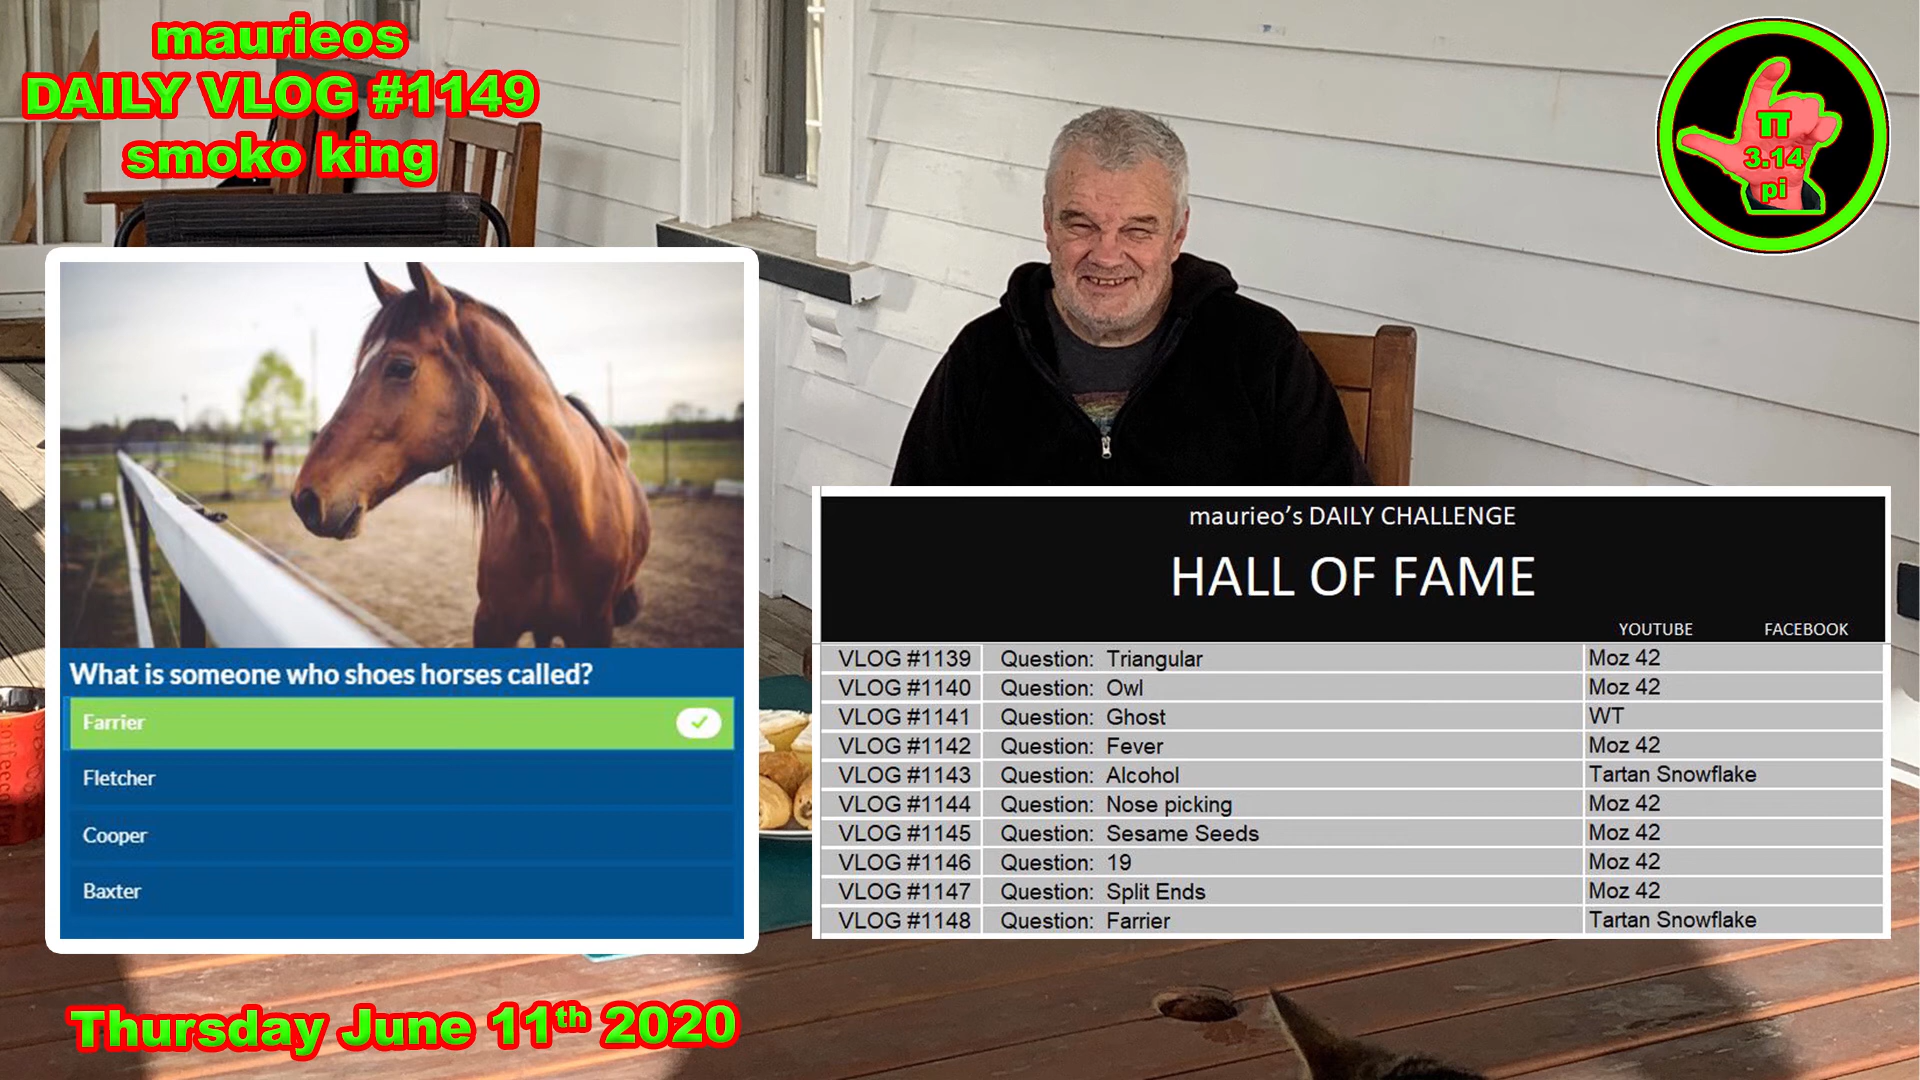 maurieos
DAILY VLOG #1149
smoko king
π
3.14
pi
What is someone who shoes horses called?
Farrier
Fletcher
Cooper
Baxter
maurieo's DAILY CHALLENGE
HALL OF FAME
YOUTUBE FACEBOOK
VLOG #1139 Question: Triangular Moz 42
VLOG #1140 Question: Owl Moz 42
VLOG #1141 Question: Ghost WT
VLOG #1142 Question: Fever Moz 42
VLOG #1143 Question: Alcohol Tartan Snowflake
VLOG #1144 Question: Nose picking Moz 42
VLOG #1145 Question: Sesame Seeds Moz 42
VLOG #1146 Question: 19 Moz 42
VLOG #1147 Question: Split Ends Moz 42
VLOG #1148 Question: Farrier Tartan Snowflake
Thursday June 11th 2020